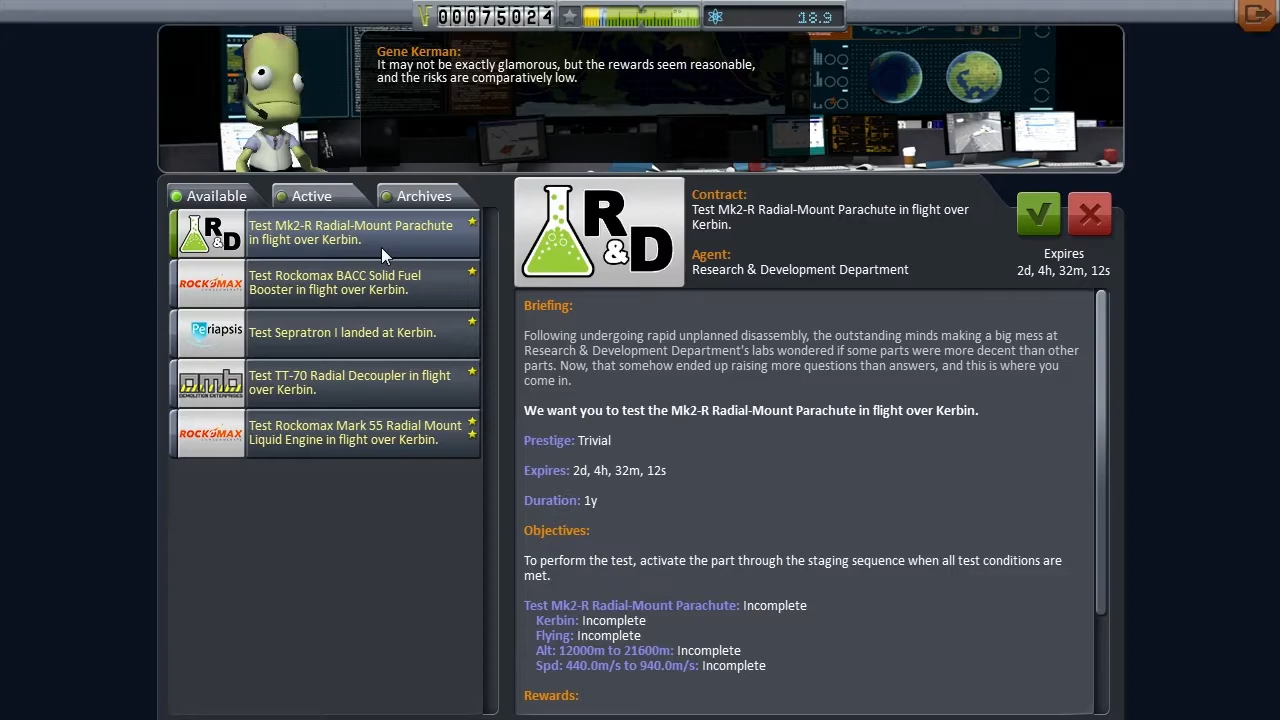 00075024
18.9
Gene Kerman:
It may not be exactly glamorous, but the rewards seem reasonable,
and the risks are comparatively low.
Available
Active
Archives
R
&D
Test Mk2-R Radial-Mount Parachute
in flight over Kerbin.
ROCKOMAX
Test Rockomax BACC Solid Fuel
Booster in flight over Kerbin.
Periapsis
Test Sepratron I landed at Kerbin.
omb
DEMOLITION ENTERPRISES
Test TT-70 Radial Decoupler in flight
over Kerbin.
ROCKOMAX
Test Rockomax Mark 55 Radial Mount
Liquid Engine in flight over Kerbin.
R
&D
Contract:
Test Mk2-R Radial-Mount Parachute in flight over
Kerbin.
Agent:
Research & Development Department
Expires
2d, 4h, 32m, 12s
Briefing:
Following undergoing rapid unplanned disassembly, the outstanding minds making a big mess at
Research & Development Department's labs wondered if some parts were more decent than other
parts. Now, that somehow ended up raising more questions than answers, and this is where you
come in.
We want you to test the Mk2-R Radial-Mount Parachute in flight over Kerbin.
Prestige: Trivial
Expires: 2d, 4h, 32m, 12s
Duration: 1y
Objectives:
To perform the test, activate the part through the staging sequence when all test conditions are
met.
Test Mk2-R Radial-Mount Parachute: Incomplete
Kerbin: Incomplete
Flying: Incomplete
Alt: 12000m to 21600m: Incomplete
Spd: 440.0m/s to 940.0m/s: Incomplete
Rewards: